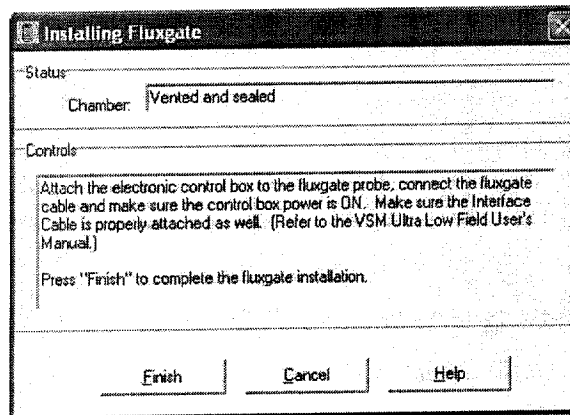 Installing Fluxgate
Status
Chamber: Vented and sealed
Controls
Attach the electronic control box to the fluxgate probe, connect the fluxgate
cable and make sure the control box power is ON. Make sure the Interface
Cable is properly attached as well. (Refer to the VSM Ultra Low Field User's
Manual.)
Press "Finish" to complete the fluxgate installation.
Finish
Cancel
Help